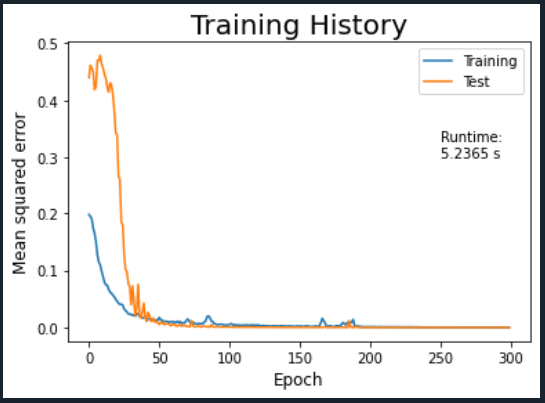 Training History
0.5
0.4
0.3
0.2
0.1
0.0
Mean squared error
Training
Test
Runtime:
5.2365 s
0 50 100 150 200 250 300
Epoch